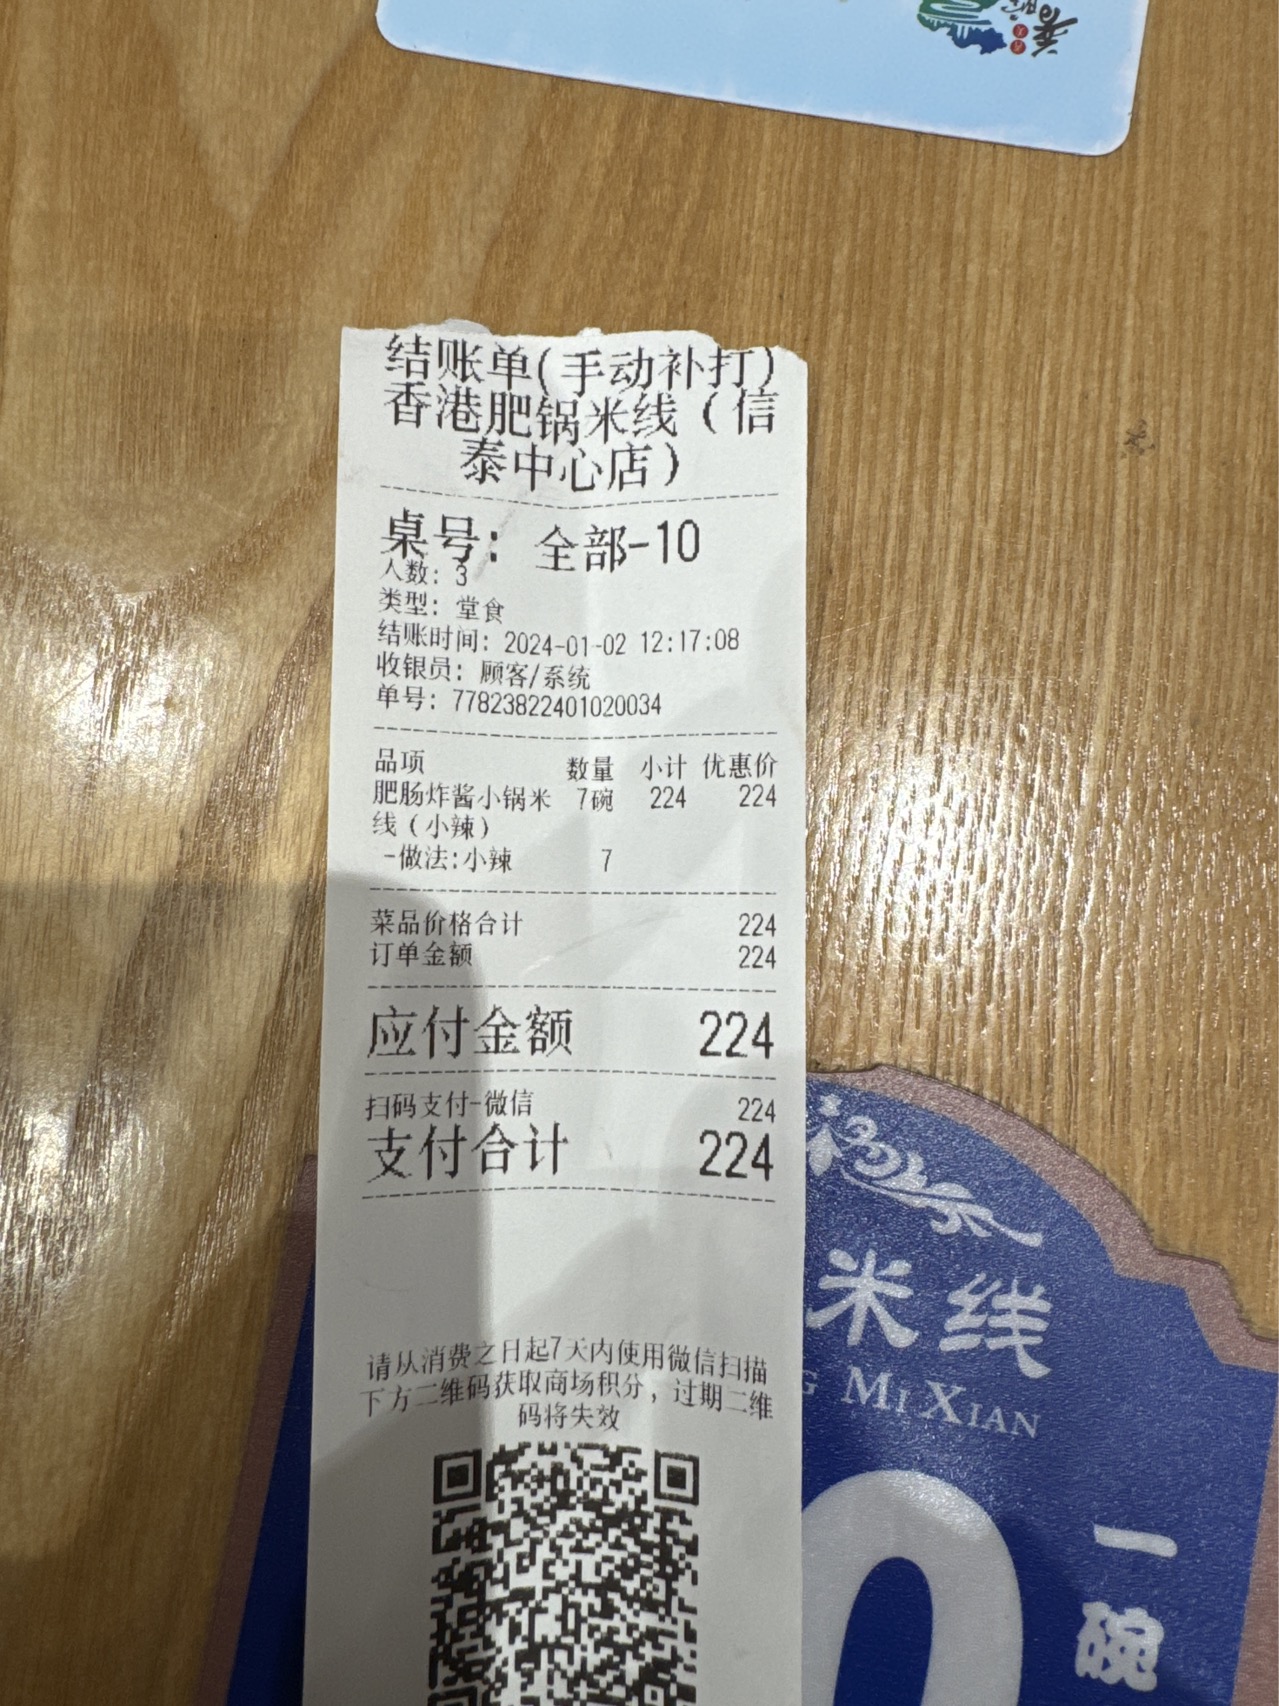 结账单(手动补打)
香港肥锅米线（信
泰中心店）
桌号：全部-10
人数：3
类型：堂食
结账时间：2024-01-02 12:17:08
收银员：顾客/系统
单号：77823822401020034
品项 数量 小计 优惠价
肥肠炸酱小锅米 7碗 224 224
线（小辣）
-做法:小辣 7
菜品价格合计 224
订单金额 224
应付金额 224
扫码支付-微信 224
支付合计 224
请从消费之日起7天内使用微信扫描
下方二维码获取商场积分，过期二维
码将失效
米线
G MI XIAN
0
一碗